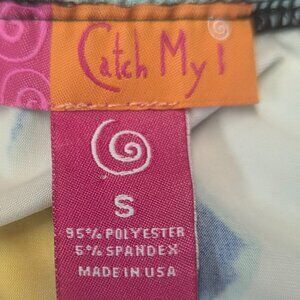 Catch My i
S
95% POLYESTER
5% SPANDEX
MADE IN USA